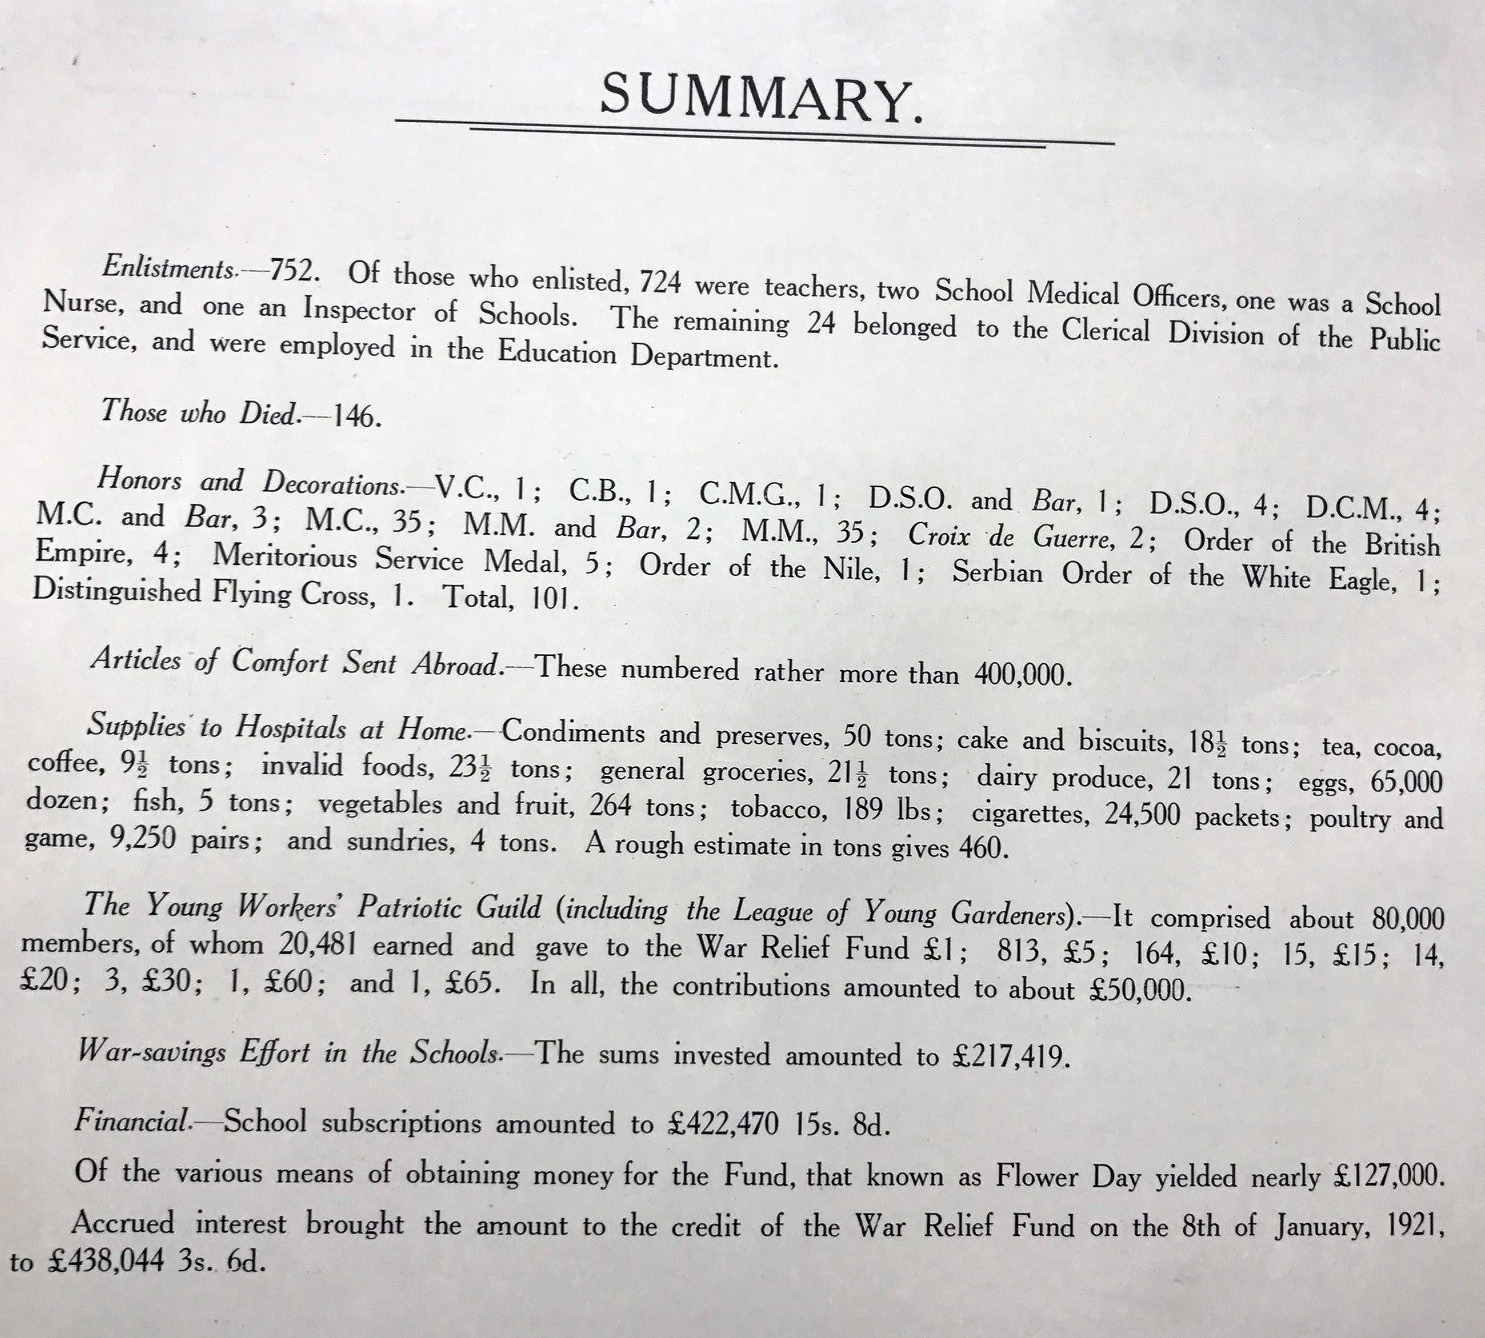 SUMMARY.
Enlistments.—752. Of those who enlisted, 724 were teachers, two School Medical Officers, one was a School
Nurse, and one an Inspector of Schools. The remaining 24 belonged to the Clerical Division of the Public
Service, and were employed in the Education Department.
Those who Died.—146.
Honors and Decorations.—V.C., 1; C.B., 1; C.M.G., 1; D.S.O. and Bar, 1; D.S.O., 4; D.C.M., 4;
M.C. and Bar, 3; M.C., 35; M.M. and Bar, 2; M.M., 35; Croix de Guerre, 2; Order of the British
Empire, 4; Meritorious Service Medal, 5; Order of the Nile, 1; Serbian Order of the White Eagle, 1;
Distinguished Flying Cross, 1. Total, 101.
Articles of Comfort Sent Abroad.—These numbered rather more than 400,000.
Supplies to Hospitals at Home.—Condiments and preserves, 50 tons; cake and biscuits, 18½ tons; tea, cocoa,
coffee, 9½ tons; invalid foods, 23½ tons; general groceries, 21½ tons; dairy produce, 21 tons; eggs, 65,000
dozen; fish, 5 tons; vegetables and fruit, 264 tons; tobacco, 189 lbs; cigarettes, 24,500 packets; poultry and
game, 9,250 pairs; and sundries, 4 tons. A rough estimate in tons gives 460.
The Young Workers' Patriotic Guild (including the League of Young Gardeners).—It comprised about 80,000
members, of whom 20,481 earned and gave to the War Relief Fund £1; 813, £5; 164, £10; 15, £15; 14,
£20; 3, £30; 1, £60; and 1, £65. In all, the contributions amounted to about £50,000.
War-savings Effort in the Schools.—The sums invested amounted to £217,419.
Financial.—School subscriptions amounted to £422,470 15s. 8d.
Of the various means of obtaining money for the Fund, that known as Flower Day yielded nearly £127,000.
Accrued interest brought the amount to the credit of the War Relief Fund on the 8th of January, 1921,
to £438,044 3s. 6d.